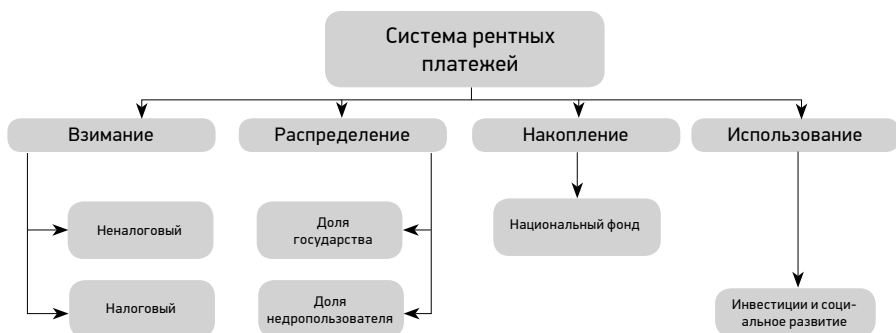 Система рентных
платежей
Взимание
Распределение
Накопление
Использование
Неналоговый
Доля
государства
Национальный фонд
Налоговый
Доля
недропользователя
Инвестиции и соци-
альное развитие